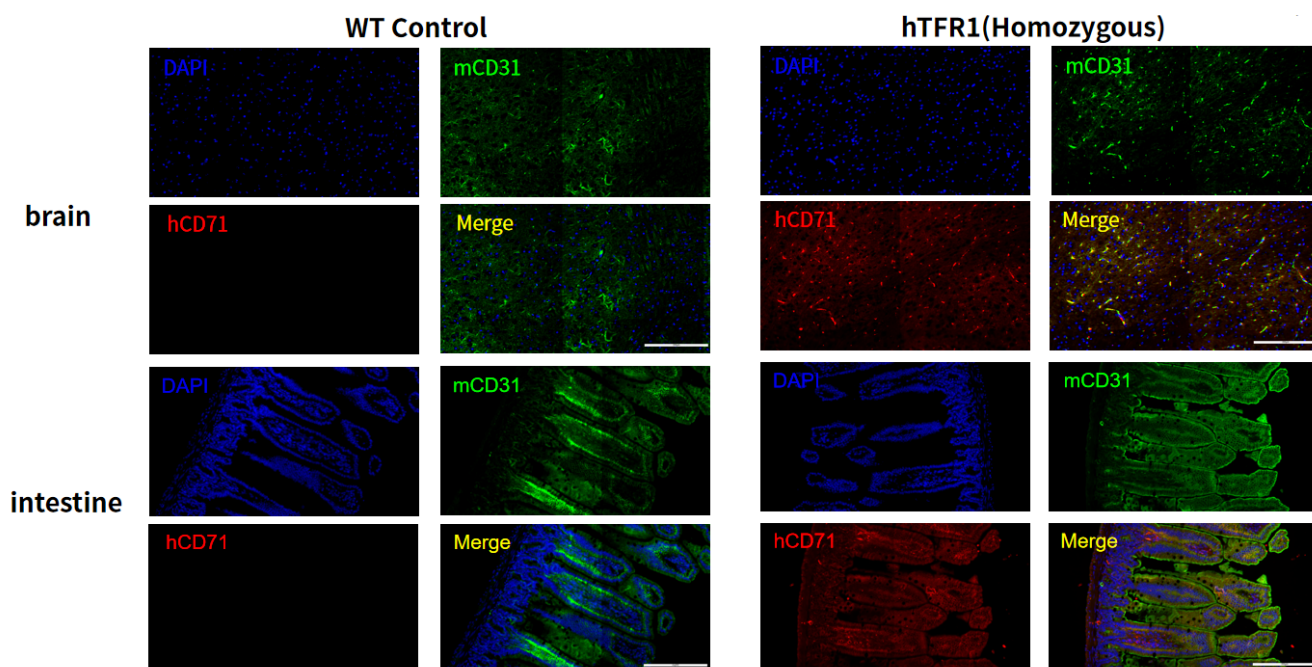 WT Control
hTFR1(Homozygous)
DAPI
mCD31
DAPI
mCD31
brain
hCD71
Merge
hCD71
Merge
DAPI
mCD31
DAPI
mCD31
intestine
hCD71
Merge
hCD71
Merge